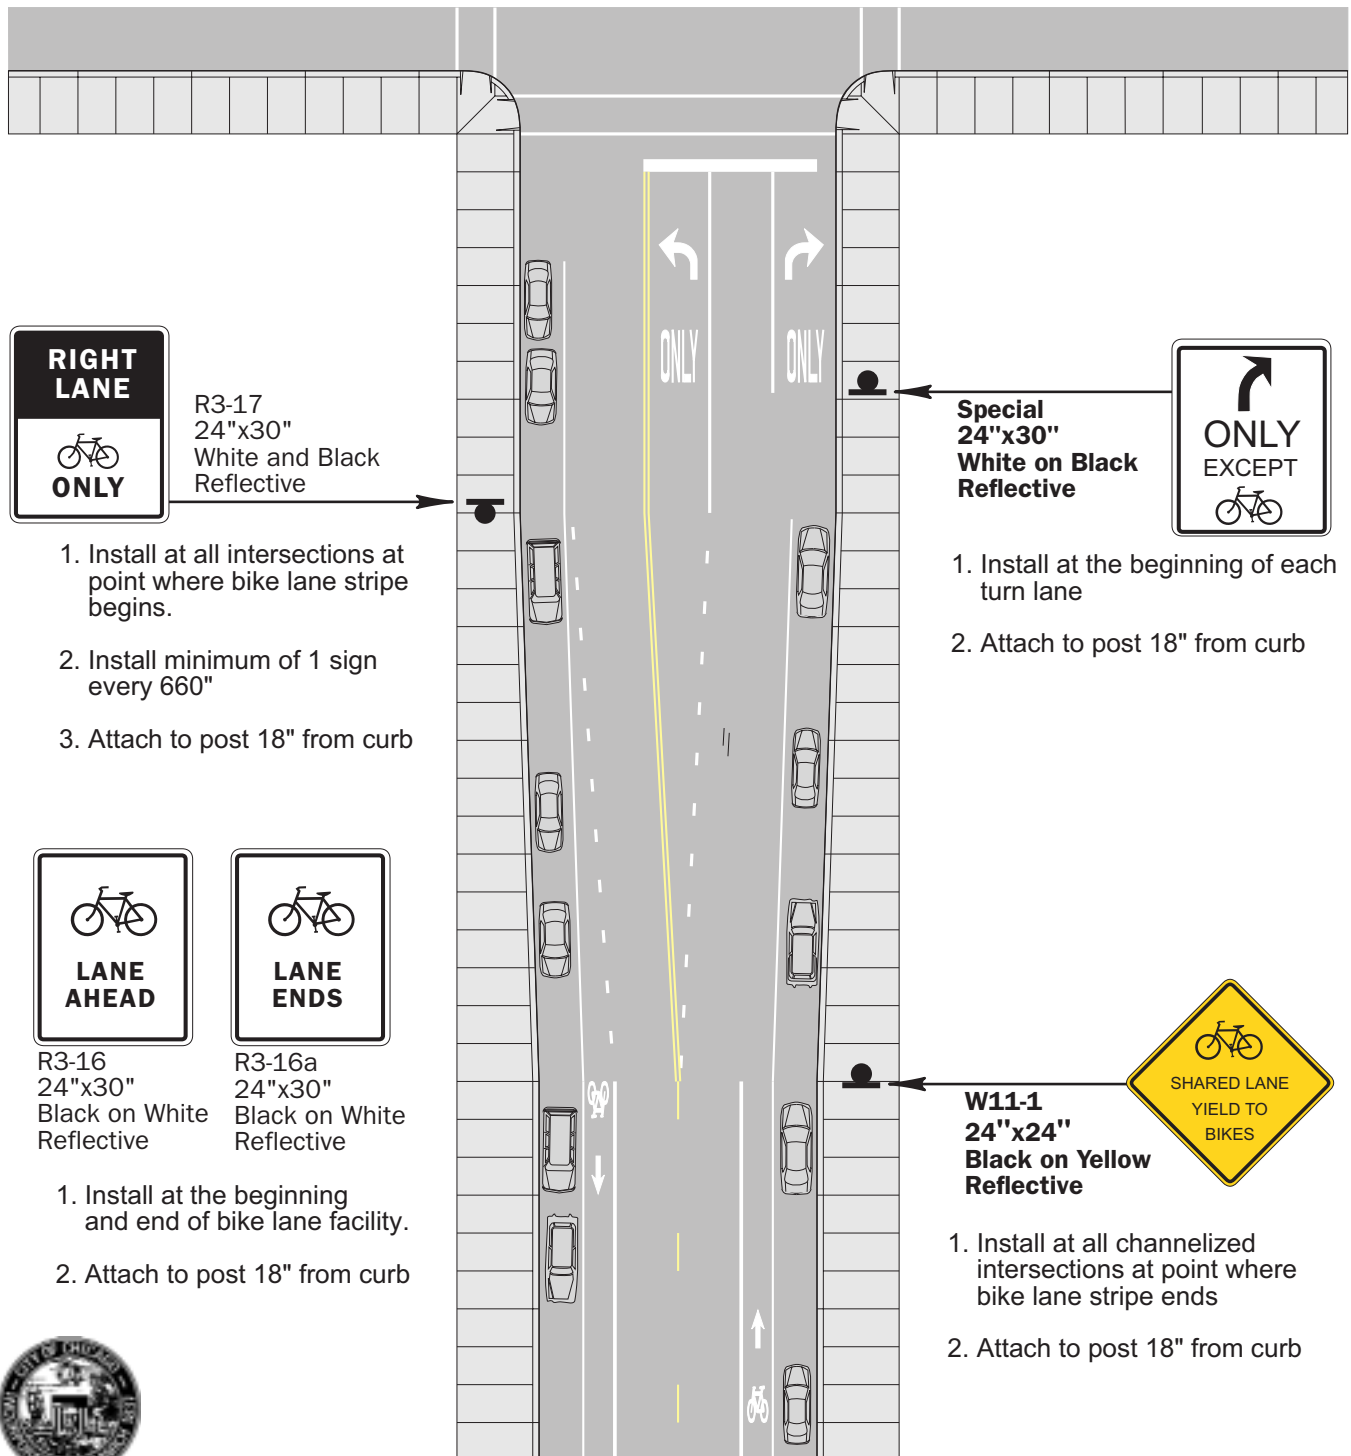 RIGHT
LANE
ONLY
R3-17
24"x30"
White and Black
Reflective
1. Install at all intersections at
point where bike lane stripe
begins.
2. Install minimum of 1 sign
every 660"
3. Attach to post 18" from curb
LANE
AHEAD
R3-16
24"x30"
Black on White
Reflective
LANE
ENDS
R3-16a
24"x30"
Black on White
Reflective
1. Install at the beginning
and end of bike lane facility.
2. Attach to post 18" from curb
CITY OF CHICAGO
ONLY
ONLY
ONLY
EXCEPT
Special
24"x30"
White on Black
Reflective
1. Install at the beginning of each
turn lane
2. Attach to post 18" from curb
SHARED LANE
YIELD TO
BIKES
W11-1
24"x24"
Black on Yellow
Reflective
1. Install at all channelized
intersections at point where
bike lane stripe ends
2. Attach to post 18" from curb